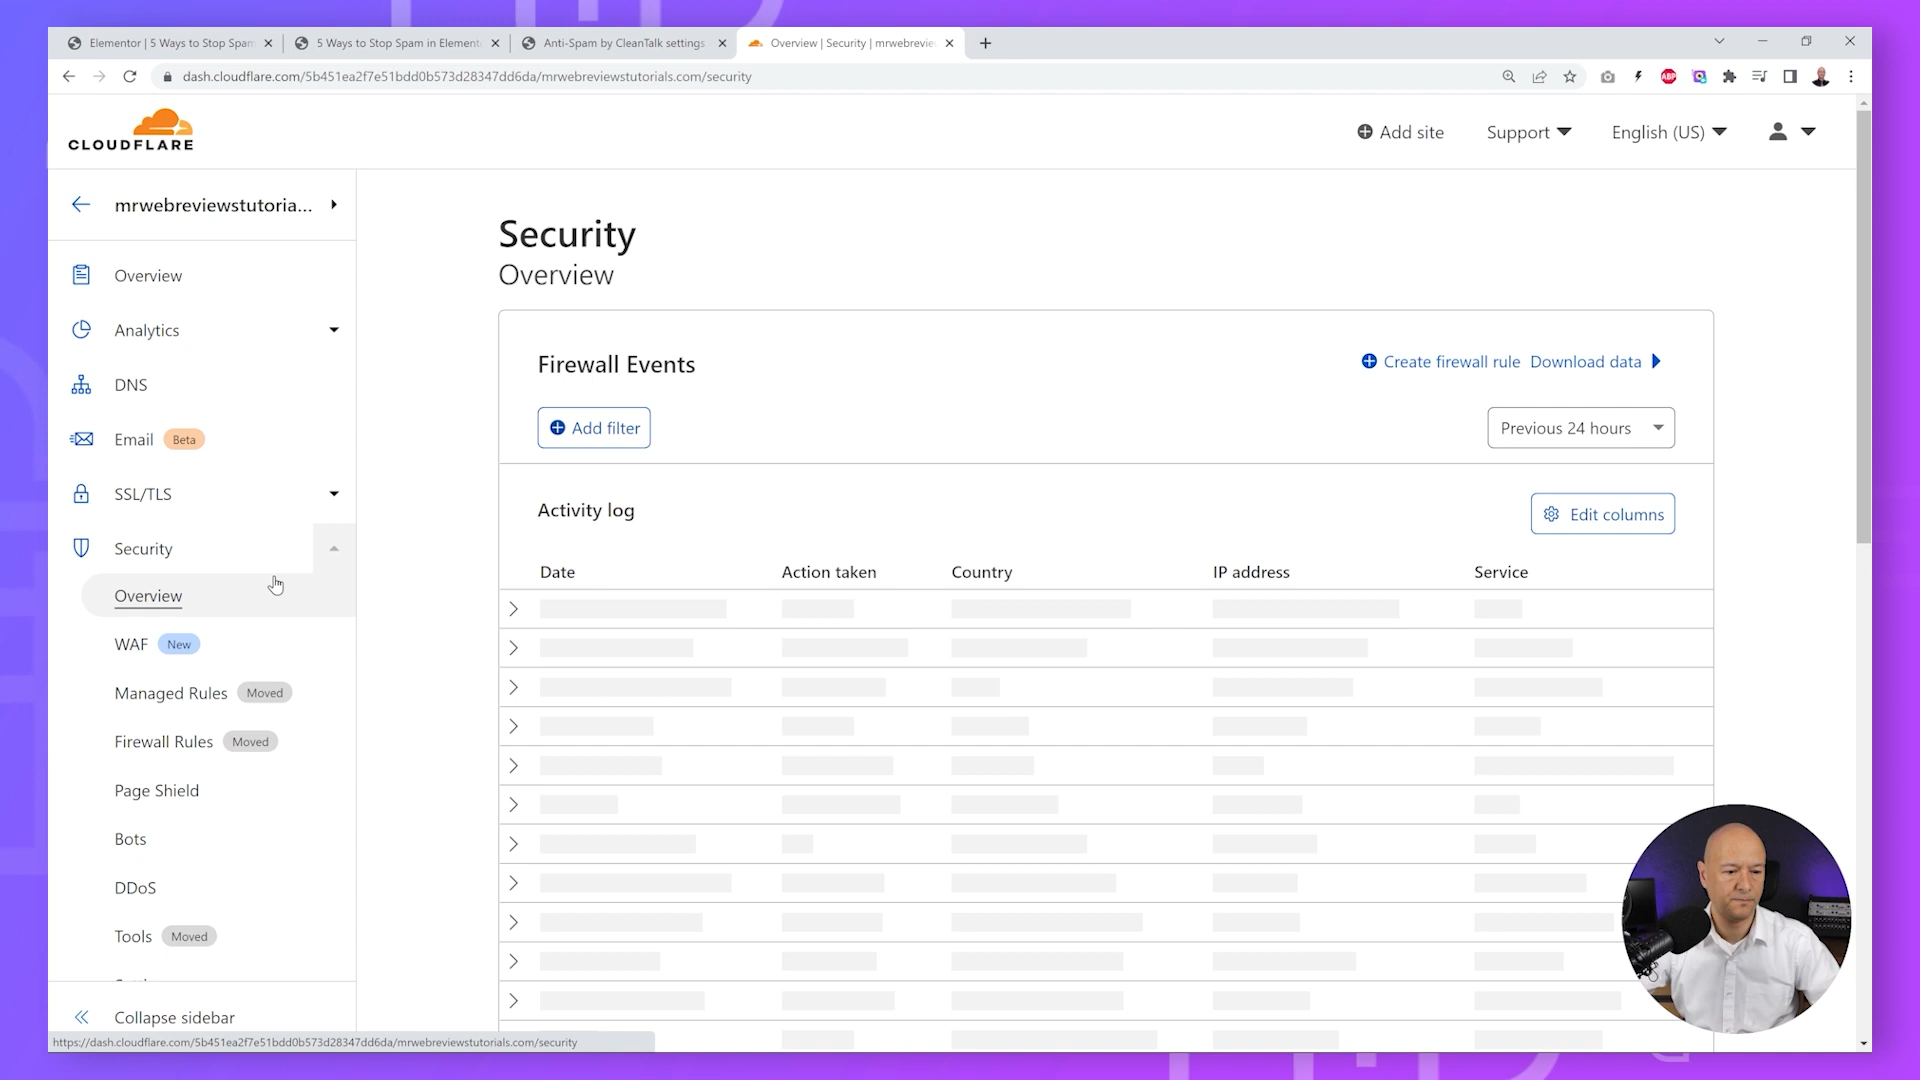 Elementor | 5 Ways to Stop Spam
5 Ways to Stop Spam in Element
Anti-Spam by CleanTalk settings
Overview | Security | mrwebrevie
dash.cloudflare.com/5b451ea2f7e51bdd0b573d28347dd6da/mrwebreviewstutorials.com/security
ABP
CLOUDFLARE
Add site
Support
English (US)
mrwebreviewstutoria...
Overview
Analytics
DNS
Email Beta
SSL/TLS
Security
Overview
WAF New
Managed Rules Moved
Firewall Rules Moved
Page Shield
Bots
DDoS
Tools Moved
Collapse sidebar
https://dash.cloudflare.com/5b451ea2f7e51bdd0b573d28347dd6da/mrwebreviewstutorials.com/security
Security
Overview
Firewall Events
Create firewall rule
Download data
Add filter
Previous 24 hours
Activity log
Edit columns
Date
Action taken
Country
IP address
Service